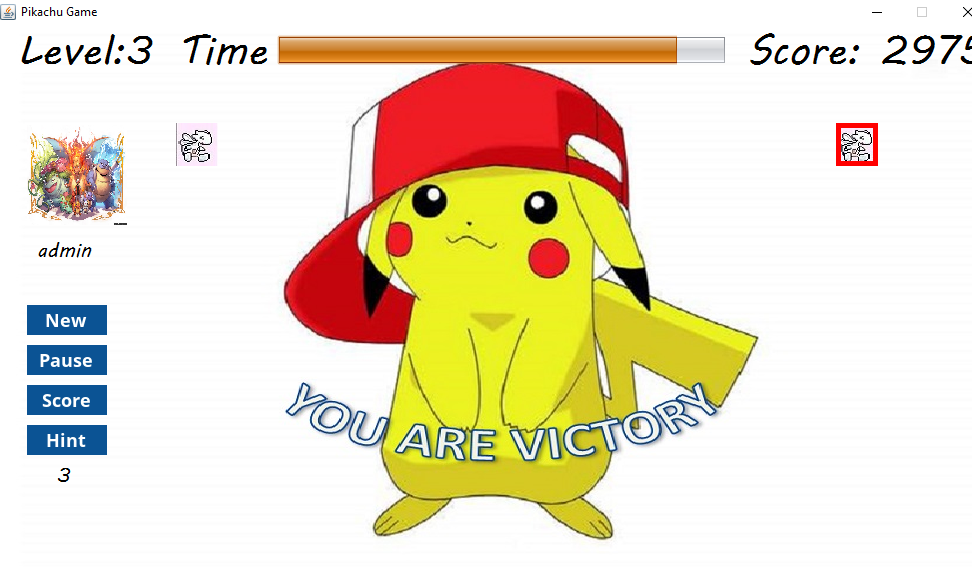 Pikachu Game
Level:3 Time Score: 2975
admin
New
Pause
Score
Hint
3
YOU ARE VICTORY